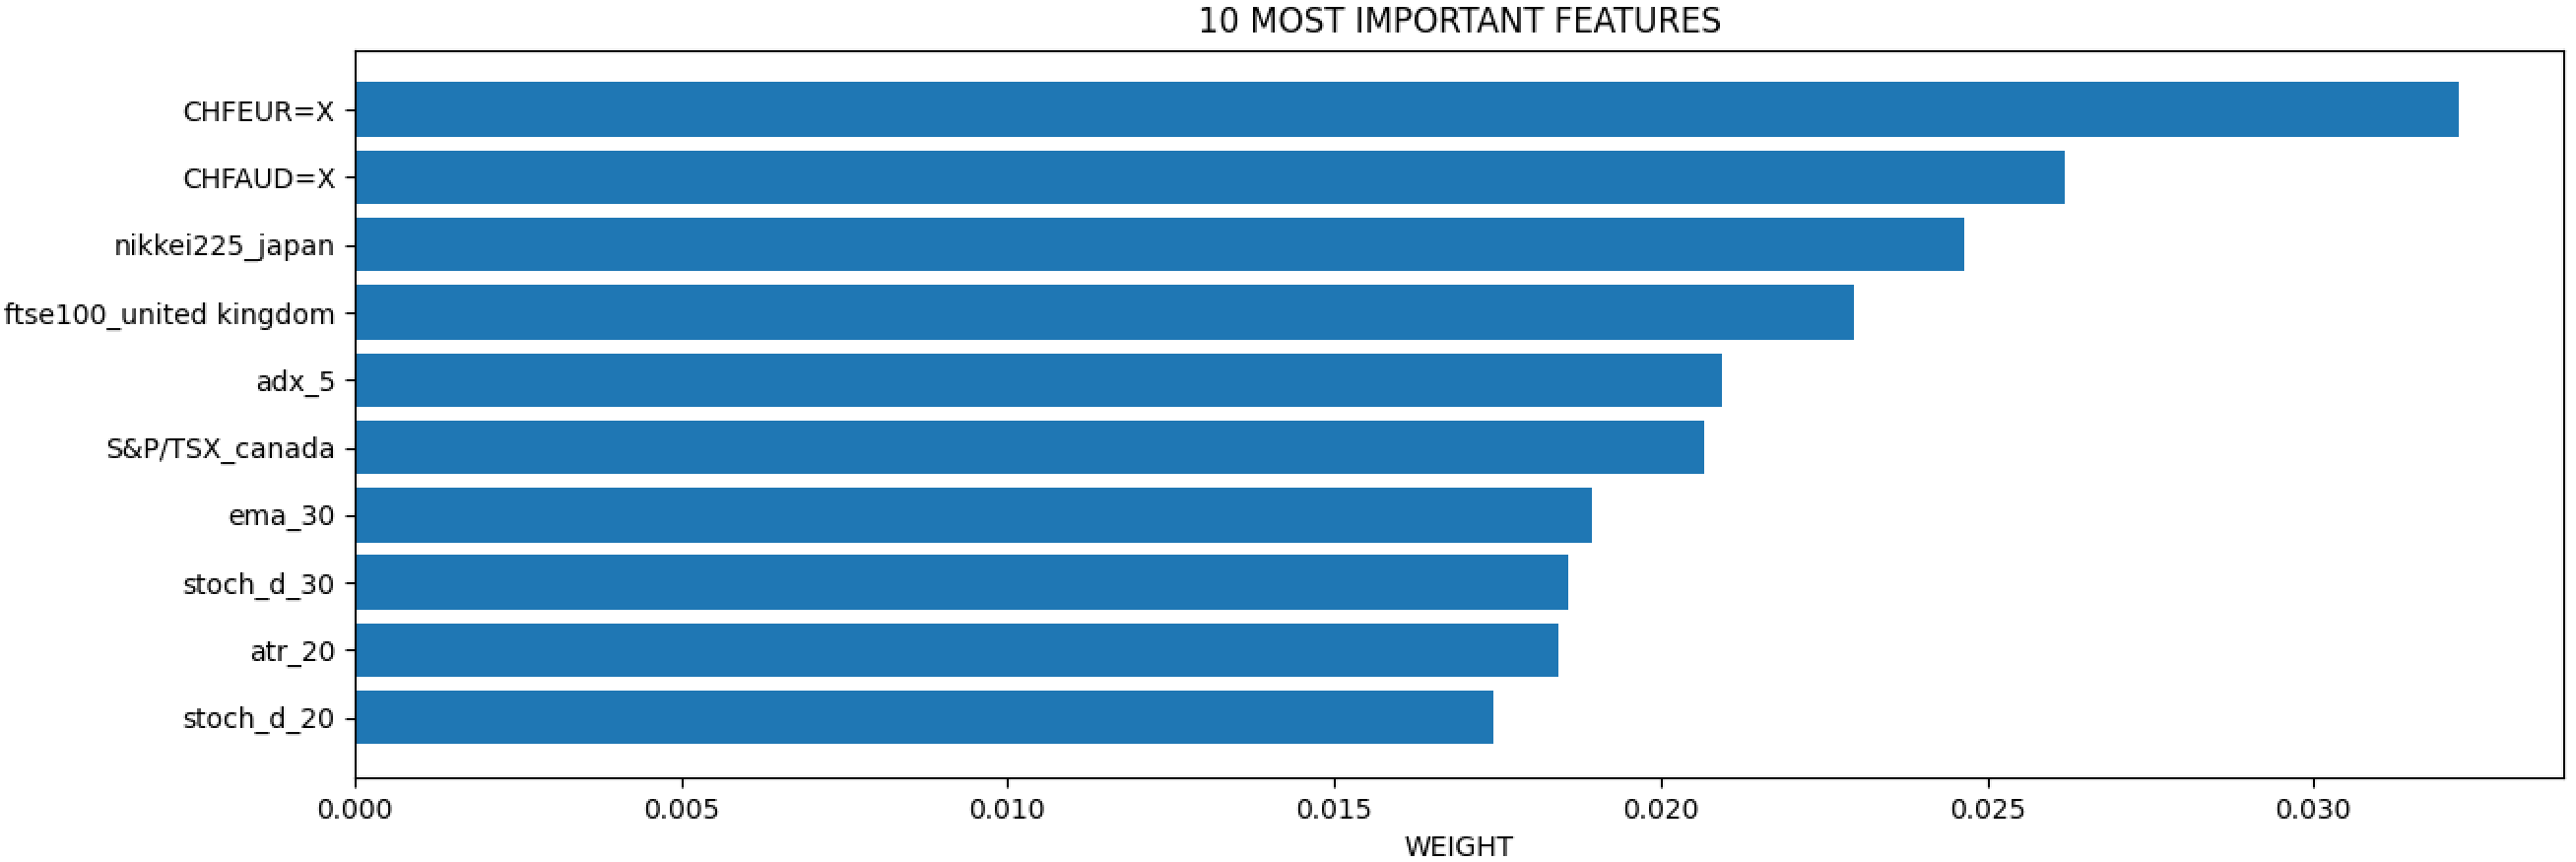 10 MOST IMPORTANT FEATURES
CHFEUR=X
CHFAUD=X
nikkei225_japan
ftse100_united kingdom
adx_5
S&P/TSX_canada
ema_30
stoch_d_30
atr_20
stoch_d_20
0.000 0.005 0.010 0.015 0.020 0.025 0.030
WEIGHT